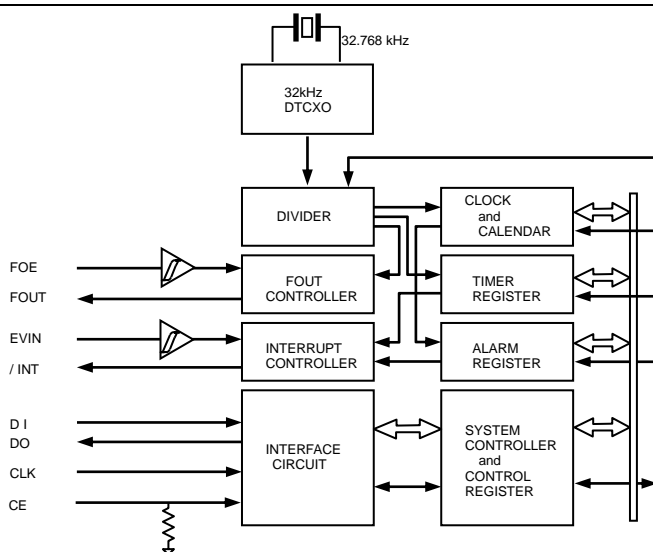 32.768 kHz
32kHz
DTCXO
DIVIDER
CLOCK
and
CALENDAR
FOE
FOUT
FOUT
CONTROLLER
TIMER
REGISTER
EVIN
/ INT
INTERRUPT
CONTROLLER
ALARM
REGISTER
D I
DO
CLK
CE
INTERFACE
CIRCUIT
SYSTEM
CONTROLLER
and
CONTROL
REGISTER